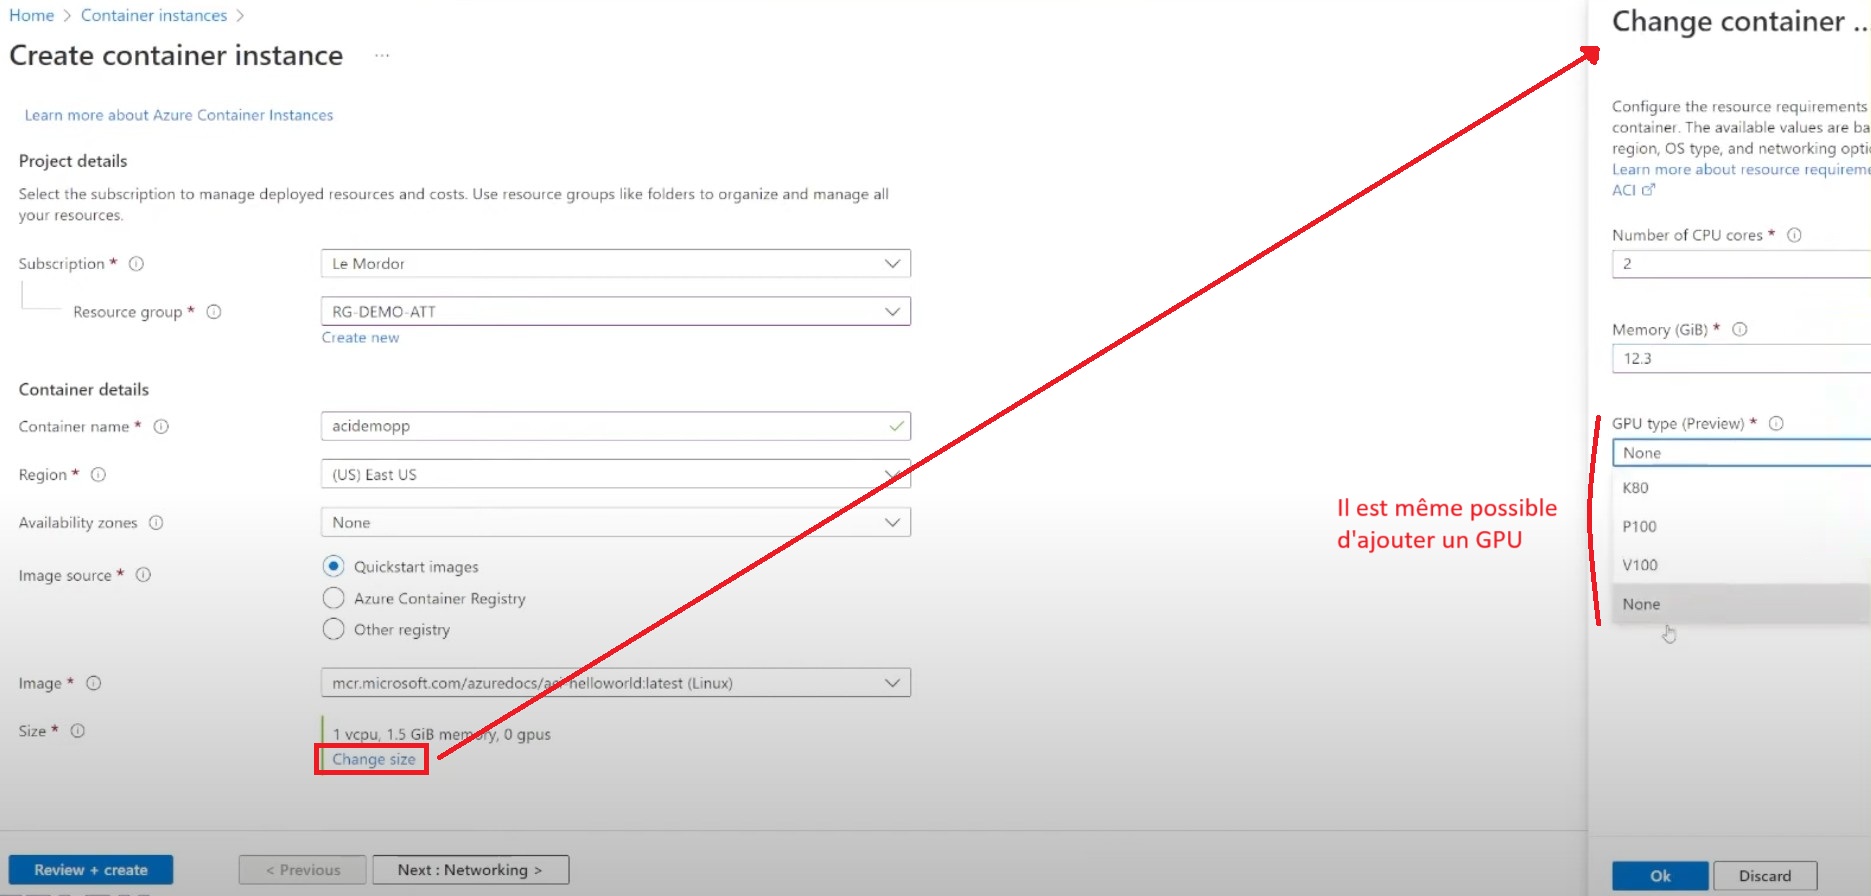 Home > Container instances >
Create container instance ...
Learn more about Azure Container Instances
Project details
Select the subscription to manage deployed resources and costs. Use resource groups like folders to organize and manage all
your resources.
Subscription *
Le Mordor
Resource group *
RG-DEMO-ATT
Create new
Container details
Container name *
acidemopp
Region *
(US) East US
Availability zones
None
Image source *
Quickstart images
Azure Container Registry
Other registry
Image *
mcr.microsoft.com/azuredocs/aci-helloworld:latest (Linux)
Size *
1 vcpu, 1.5 GiB memory, 0 gpus
Change size
Review + create
< Previous
Next : Networking >
Il est même possible
d'ajouter un GPU
Change container ...
Configure the resource requirements
container. The available values are ba
region, OS type, and networking opti
Learn more about resource requireme
ACI
Number of CPU cores *
2
Memory (GiB) *
12.3
GPU type (Preview) *
None
K80
P100
V100
None
Ok
Discard